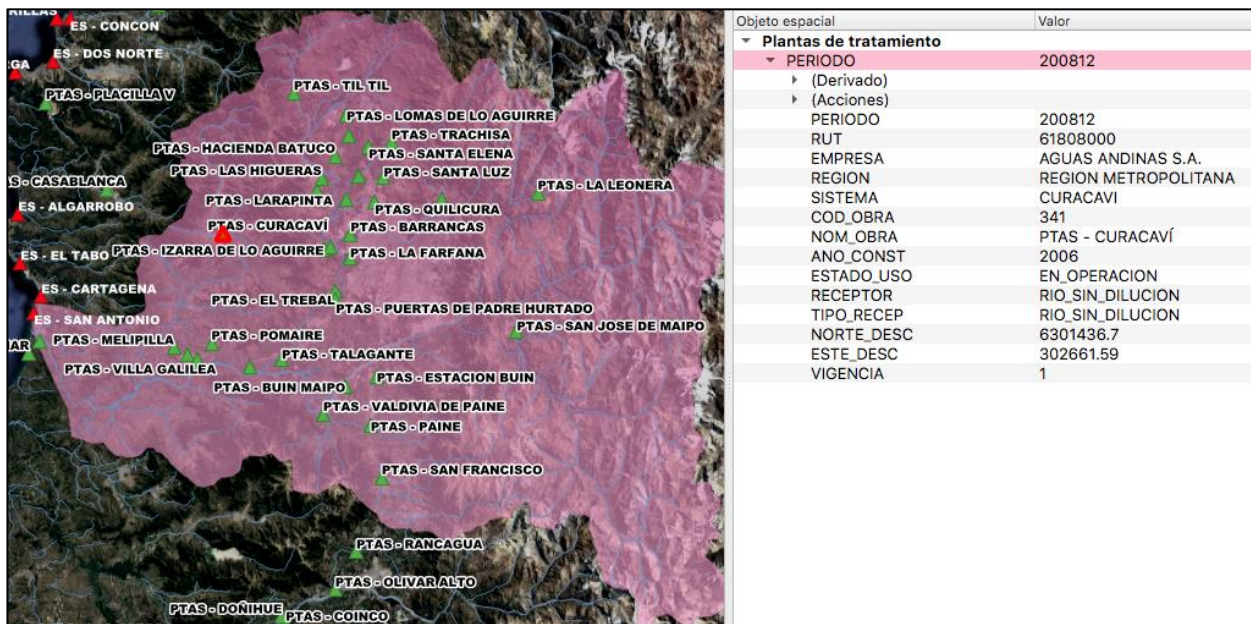 RILLAS
ES - CONCON
ES - DOS NORTE
RGA
PTAS - PLACILLA V
PTAS - TIL TIL
PTAS - LOMAS DE LO AGUIRRE
PTAS - TRACHISA
PTAS - HACIENDA BATUCO
PTAS - SANTA ELENA
PTAS - LAS HIGUERAS
PTAS - SANTA LUZ
AS - CASABLANCA
PTAS - LA LEONERA
PTAS - LARAPINTA
PTAS - QUILICURA
ES - ALGARROBO
PTAS - CURACAVÍ
PTAS - BARRANCAS
PTAS - IZARRA DE LO AGUIRRE
PTAS - LA FARFANA
ES - EL TABO
ES - CARTAGENA
PTAS - EL TREBAL
PTAS - PUERTAS DE PADRE HURTADO
ES - SAN ANTONIO
PTAS - SAN JOSE DE MAIPO
MAR
PTAS - MELIPILLA
PTAS - POMAIRE
PTAS - TALAGANTE
PTAS - VILLA GALILEA
PTAS - BUIN MAIPO
PTAS - ESTACION BUIN
PTAS - VALDIVIA DE PAINE
PTAS - PAINE
PTAS - SAN FRANCISCO
PTAS - RANCAGUA
PTAS - OLIVAR ALTO
PTAS - DOÑIHUE
PTAS - COINCO
Objeto espacial Valor
Plantas de tratamiento
PERIODO 200812
(Derivado)
(Acciones)
PERIODO 200812
RUT 61808000
EMPRESA AGUAS ANDINAS S.A.
REGION REGION METROPOLITANA
SISTEMA CURACAVI
COD_OBRA 341
NOM_OBRA PTAS - CURACAVÍ
ANO_CONST 2006
ESTADO_USO EN_OPERACION
RECEPTOR RIO_SIN_DILUCION
TIPO_RECEP RIO_SIN_DILUCION
NORTE_DESC 6301436.7
ESTE_DESC 302661.59
VIGENCIA 1